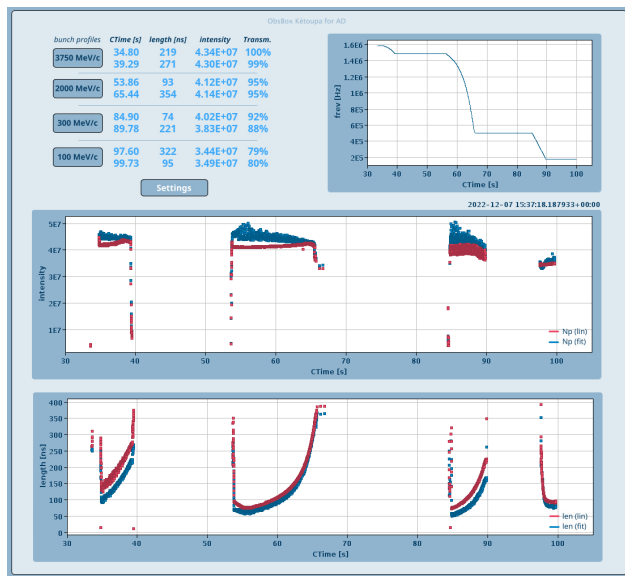 ObsBox Kétoupa for AD
bunch profiles CTime [s] length [ns] intensity Transm.
3750 MeV/c 34.80 219 4.34E+07 100%
39.29 271 4.30E+07 99%
2000 MeV/c 53.86 93 4.12E+07 95%
65.44 354 4.14E+07 95%
300 MeV/c 84.90 74 4.02E+07 92%
89.78 221 3.83E+07 88%
100 MeV/c 97.60 322 3.44E+07 79%
99.73 95 3.49E+07 80%
Settings
frev [Hz]
1.6E6
1.4E6
1.2E6
1E6
8E5
5E5
2E5
30 40 50 60 70 80 90 100
CTime [s]
2022-12-07 15:37:18.187933+00:00
intensity
5E7
4E7
3E7
2E7
1E7
Np (lin)
Np (fit)
30 40 50 60 70 80 90 100
CTime [s]
length [ns]
400
350
300
250
200
150
100
50
0
len (lin)
len (fit)
30 40 50 60 70 80 90 100
CTime [s]